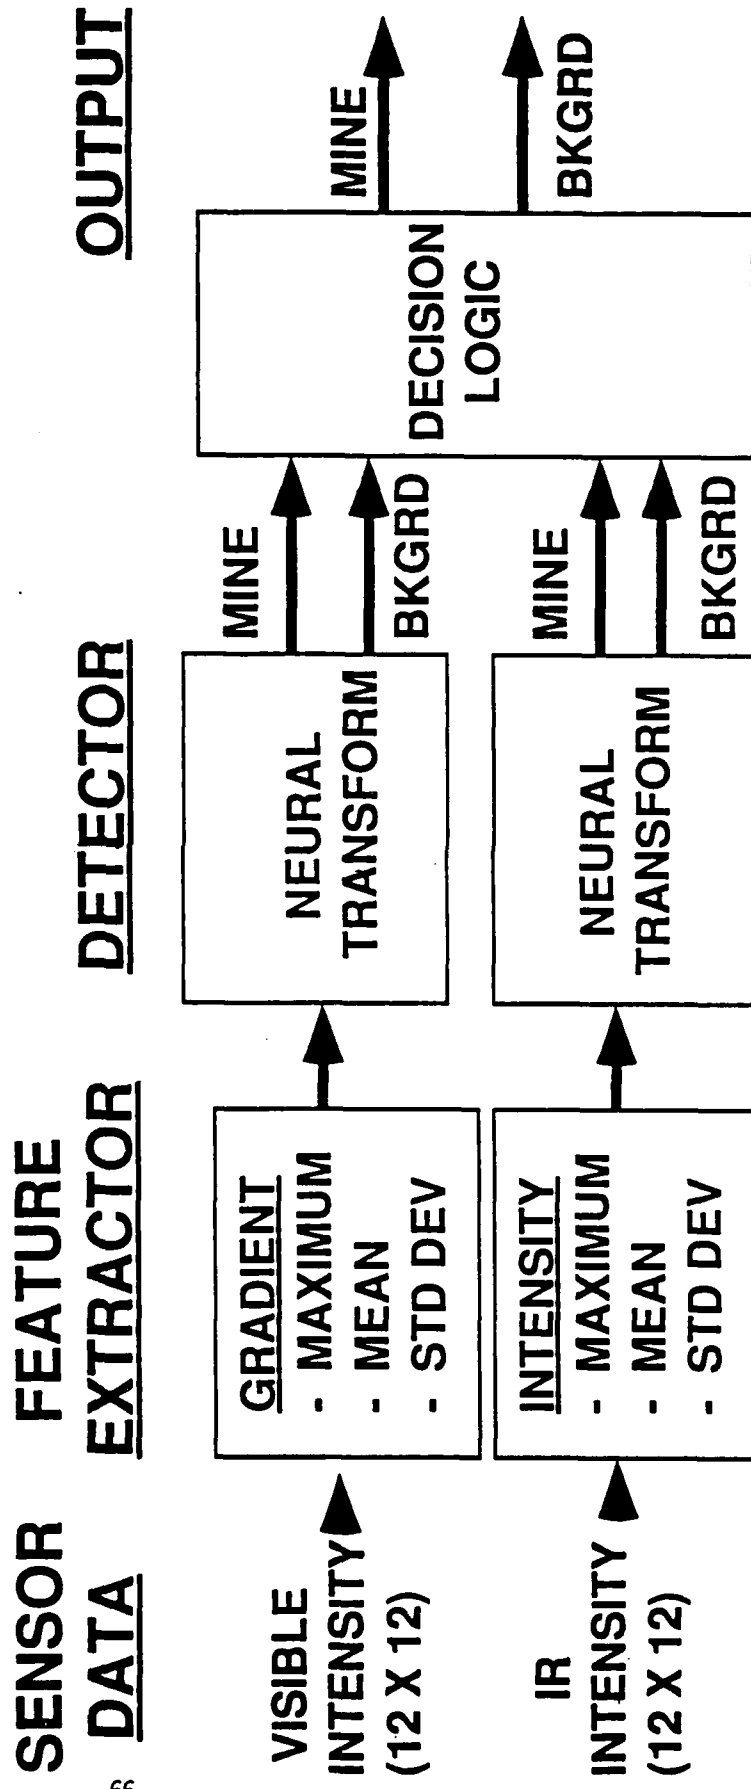 SENSOR
DATA
FEATURE
EXTRACTOR
DETECTOR
OUTPUT
VISIBLE
INTENSITY
(12 X 12)
GRADIENT
- MAXIMUM
- MEAN
- STD DEV
NEURAL
TRANSFORM
MINE
BKGRD
IR
INTENSITY
(12 X 12)
INTENSITY
- MAXIMUM
- MEAN
- STD DEV
NEURAL
TRANSFORM
MINE
BKGRD
DECISION
LOGIC
MINE
BKGRD
66